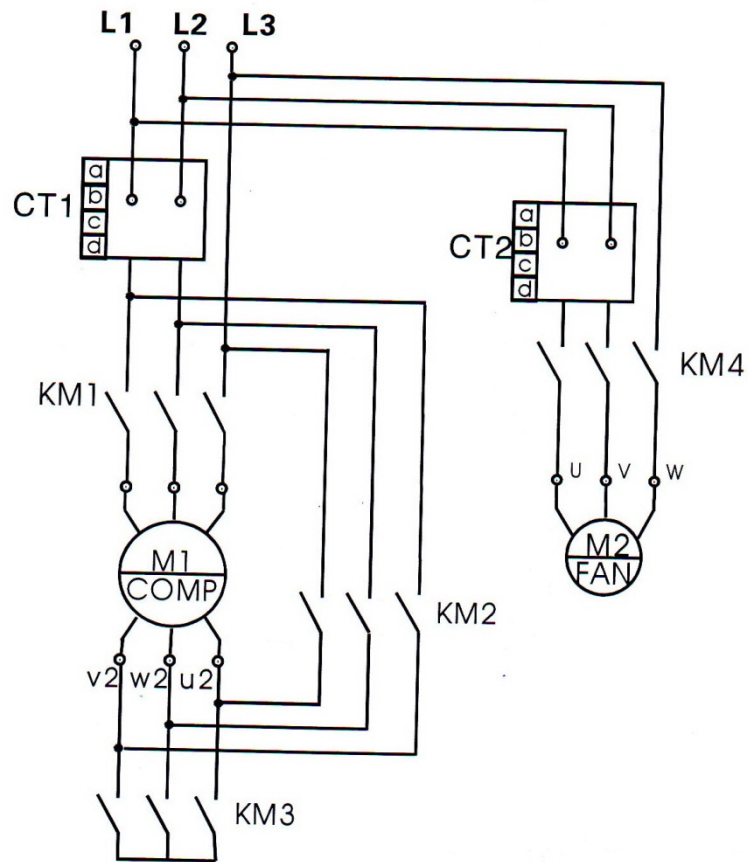 L1 L2 L3
a
b
CT1
c
d
a
b
CT2
c
d
KM1
KM4
U V W
M1
COMP
M2
FAN
KM2
v2 w2 u2
KM3